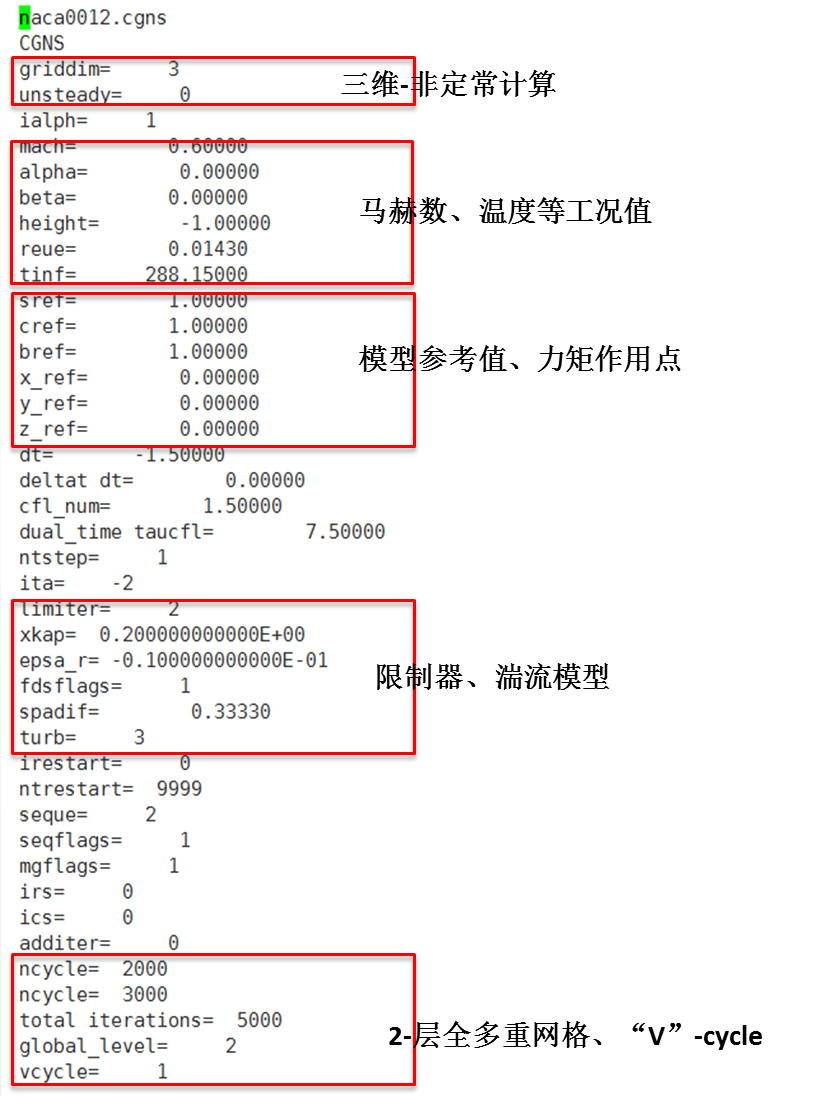 naca0012.cgns
CGNS
griddim= 3
三维-非定常计算
unsteady= 0
ialph= 1
mach= 0.60000
alpha= 0.00000
beta= 0.00000
马赫数、温度等工况值
height= -1.00000
reue= 0.01430
tinf= 288.15000
sref= 1.00000
cref= 1.00000
bref= 1.00000
模型参考值、力矩作用点
x_ref= 0.00000
y_ref= 0.00000
z_ref= 0.00000
dt= -1.50000
deltat dt= 0.00000
cfl_num= 1.50000
dual_time taucfl= 7.50000
ntstep= 1
ita= -2
limiter= 2
xkap= 0.200000000000E+00
epsa_r= -0.100000000000E-01
限制器、湍流模型
fdsflags= 1
spadif= 0.33330
turb= 3
irestart= 0
ntrestart= 9999
seque= 2
seqflags= 1
mgflags= 1
irs= 0
ics= 0
additer= 0
ncycle= 2000
ncycle= 3000
total iterations= 5000
2-层全多重网格、“V”-cycle
global_level= 2
vcycle= 1